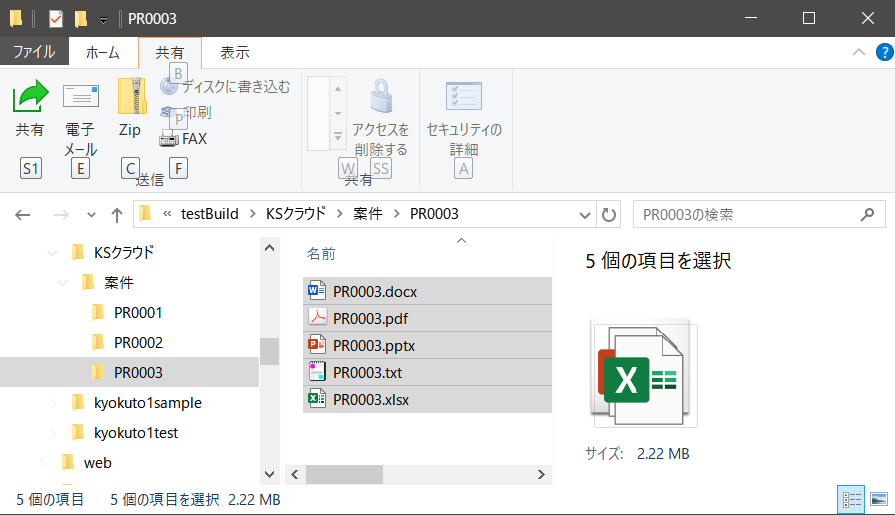 PR0003
ファイル ホーム 共有 表示
共有 電子メール Zip ディスクに書き込む 印刷 FAX アクセスを削除する セキュリティの詳細
B P S1 E C F W SS A
送信 共有
« testBuild > KSクラウド > 案件 > PR0003 PR0003の検索
KSクラウド
案件
PR0001
PR0002
PR0003
kyokuto1sample
kyokuto1test
web
名前
PR0003.docx
PR0003.pdf
PR0003.pptx
PR0003.txt
PR0003.xlsx
5 個の項目を選択
サイズ: 2.22 MB
5 個の項目 5 個の項目を選択 2.22 MB